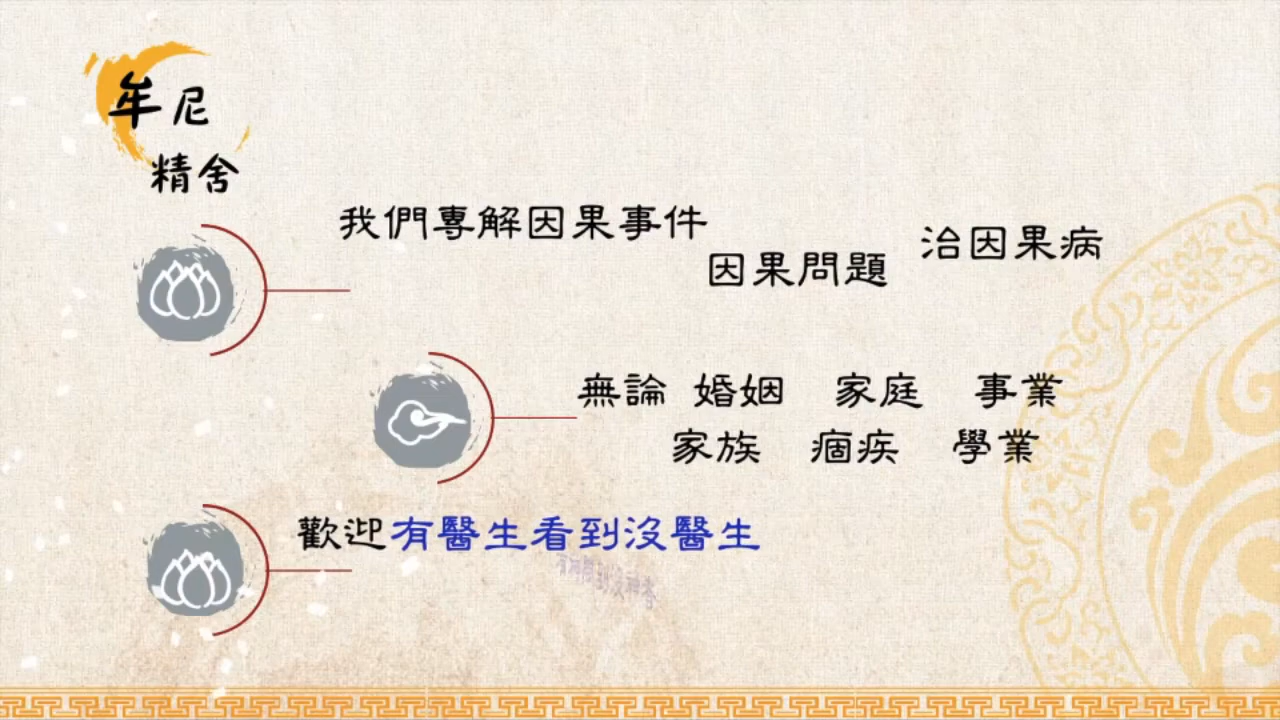 牟尼
精舍
我們專解因果事件
因果問題
治因果病
無論 婚姻 家庭 事業
家族 痼疾 學業
歡迎有醫生看到沒醫生